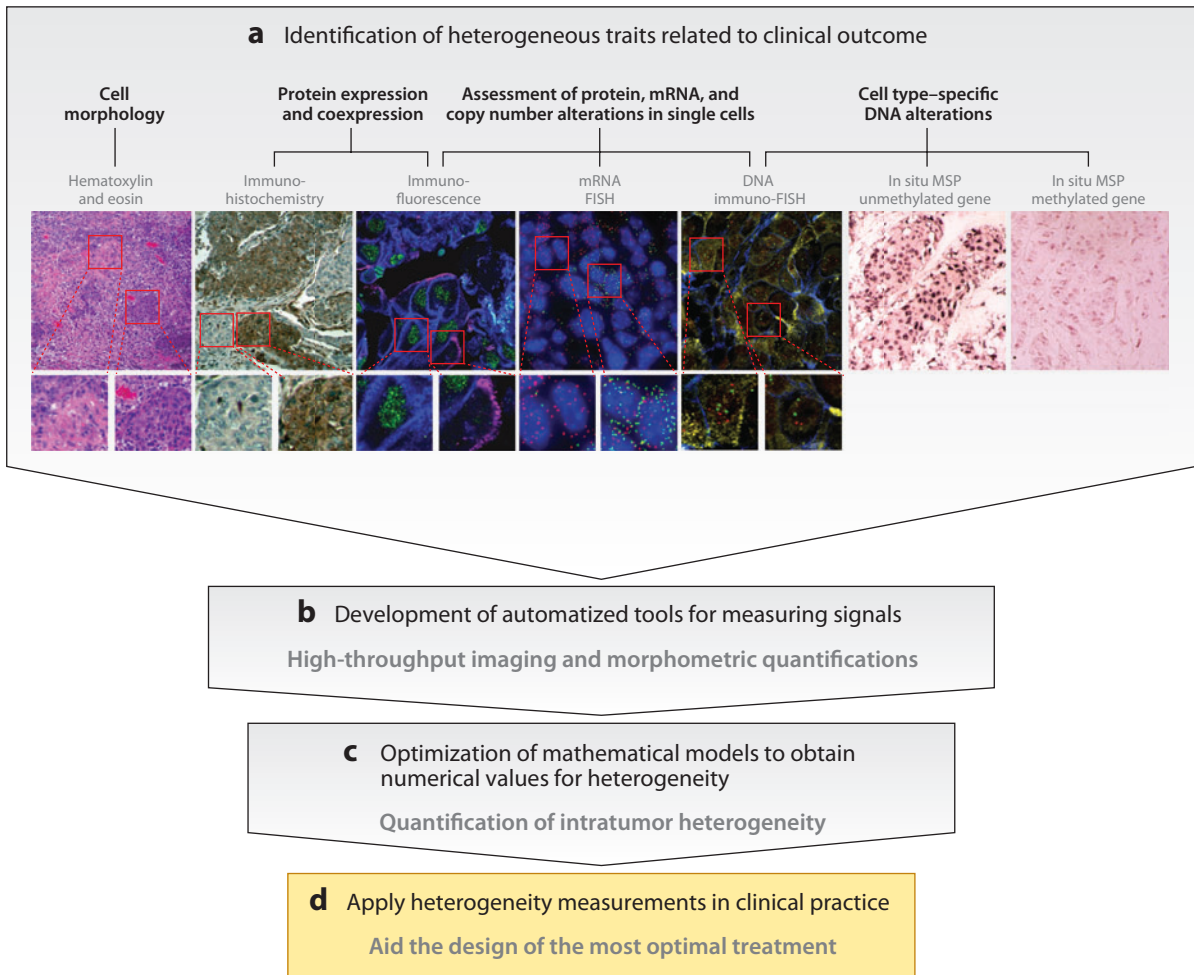 a Identification of heterogeneous traits related to clinical outcome
Cell
morphology
Protein expression
and coexpression
Assessment of protein, mRNA, and
copy number alterations in single cells
Cell type–specific
DNA alterations
Hematoxylin
and eosin
Immuno-
histochemistry
Immuno-
fluorescence
mRNA
FISH
DNA
immuno-FISH
In situ MSP
unmethylated gene
In situ MSP
methylated gene
b Development of automatized tools for measuring signals
High-throughput imaging and morphometric quantifications
c Optimization of mathematical models to obtain
numerical values for heterogeneity
Quantification of intratumor heterogeneity
d Apply heterogeneity measurements in clinical practice
Aid the design of the most optimal treatment